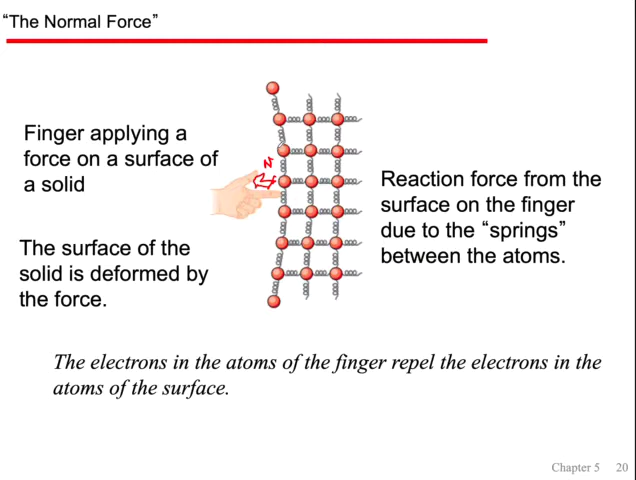 “The Normal Force”
Finger applying a
force on a surface of
a solid
N
Reaction force from the
surface on the finger
due to the “springs”
between the atoms.
The surface of the
solid is deformed by
the force.
The electrons in the atoms of the finger repel the electrons in the
atoms of the surface.
Chapter 5 20